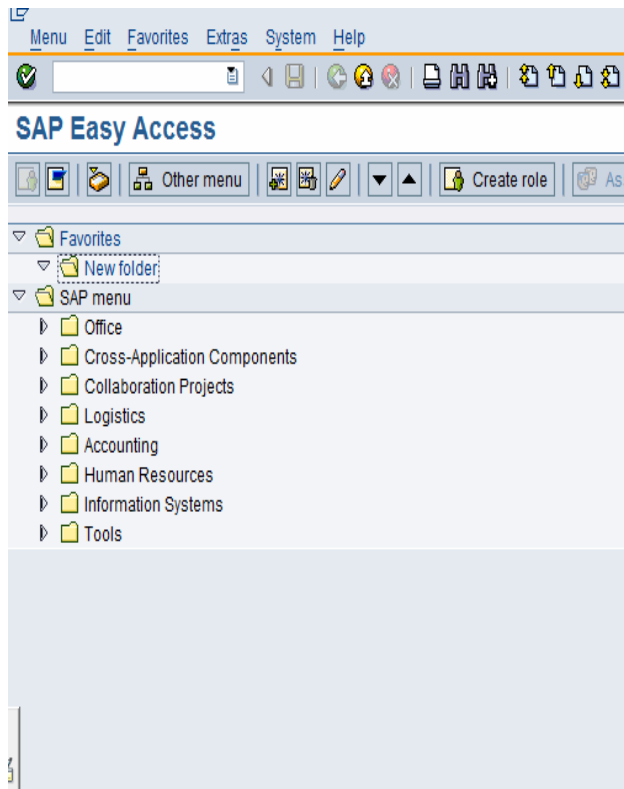 Menu Edit Favorites Extras System Help
SAP Easy Access
Other menu Create role As
Favorites
New folder
SAP menu
Office
Cross-Application Components
Collaboration Projects
Logistics
Accounting
Human Resources
Information Systems
Tools